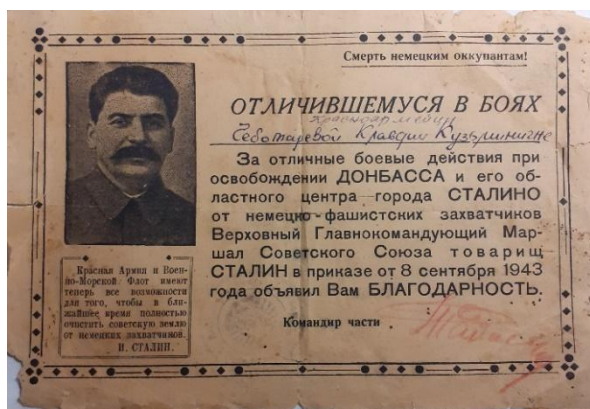 Смерть немецким оккупантам!
ОТЛИЧИВШЕМУСЯ В БОЯХ
Красноармейцу
Чеботаревой Клавдии Кузьминичне
За отличные боевые действия при
освобождении ДОНБАССА и его об-
ластного центра города СТАЛИНО
от немецко-фашистских захватчиков
Верховный Главнокомандующий Мар-
шал Советского Союза товарищ
СТАЛИН в приказе от 8 сентября 1943
года объявил Вам БЛАГОДАРНОСТЬ.
Командир части
Красная Армия и Воен-
но-Морской Флот имеют
теперь все возможности
для того, чтобы в бли-
жайшее время полностью
очистить советскую землю
от немецких захватчиков.
И. СТАЛИН.